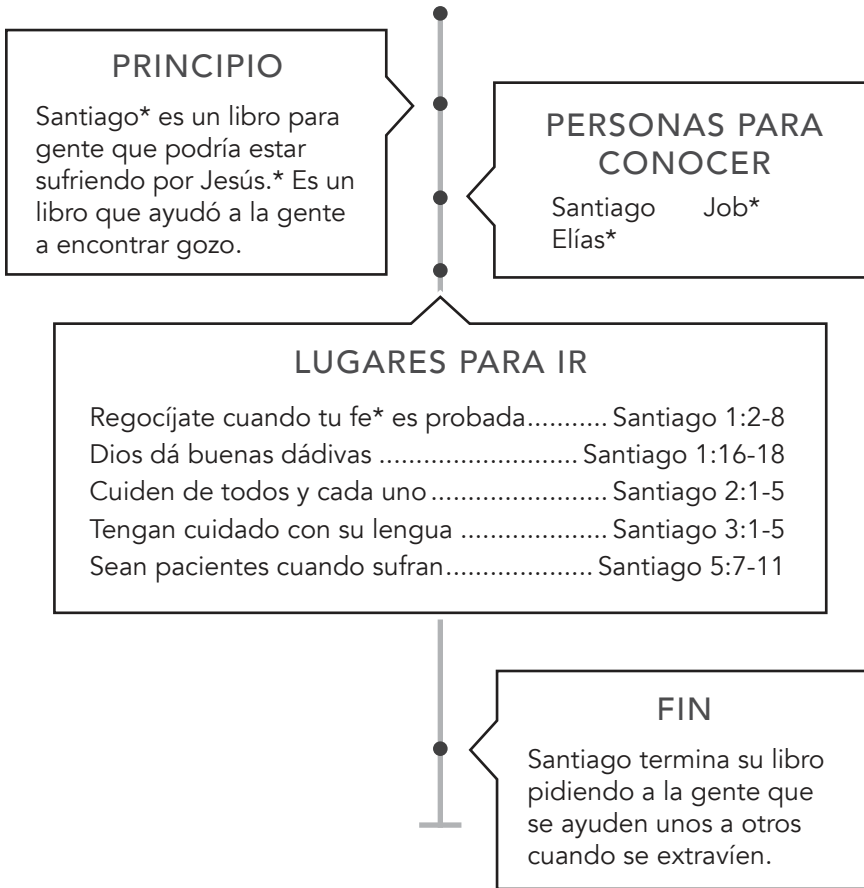 PRINCIPIO
Santiago* es un libro para
gente que podría estar
sufriendo por Jesús.* Es un
libro que ayudó a la gente
a encontrar gozo.
PERSONAS PARA
CONOCER
Santiago Job*
Elías*
LUGARES PARA IR
Regocíjate cuando tu fe* es probada........... Santiago 1:2-8
Dios dá buenas dádivas ........................... Santiago 1:16-18
Cuiden de todos y cada uno ........................ Santiago 2:1-5
Tengan cuidado con su lengua .................... Santiago 3:1-5
Sean pacientes cuando sufran.................... Santiago 5:7-11
FIN
Santiago termina su libro
pidiendo a la gente que
se ayuden unos a otros
cuando se extravíen.